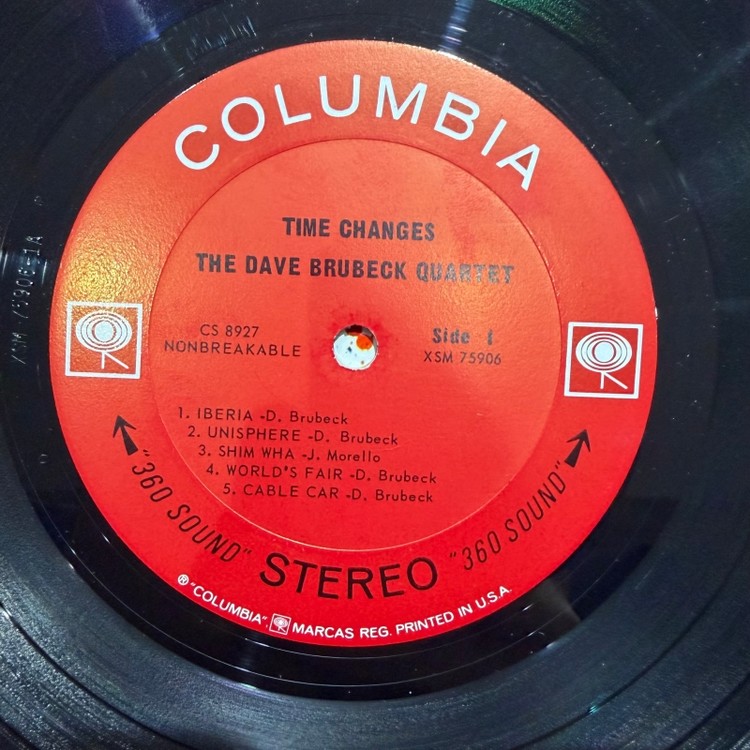 COLUMBIA
TIME CHANGES
THE DAVE BRUBECK QUARTET
CS 8927
NONBREAKABLE
Side 1
XSM 75906
1. IBERIA -D. Brubeck
2. UNISPHERE -D. Brubeck
3. SHIM WHA -J. Morello
4. WORLD'S FAIR -D. Brubeck
5. CABLE CAR -D. Brubeck
"360 SOUND" STEREO "360 SOUND"
® "COLUMBIA", MARCAS REG. PRINTED IN U.S.A.